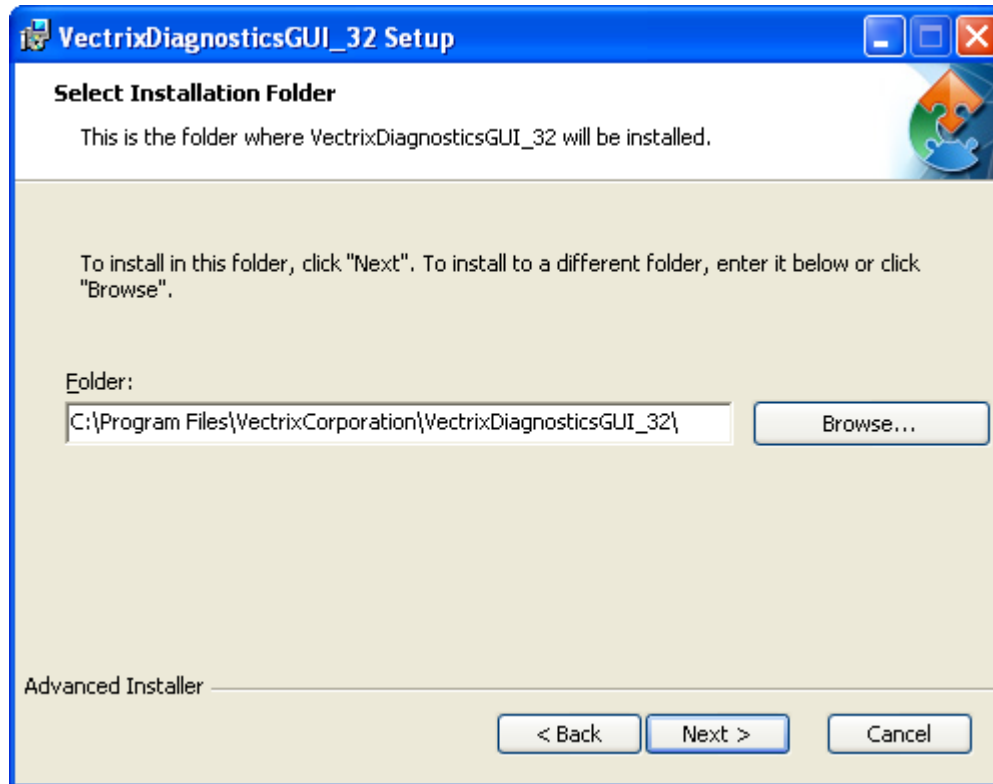 VectrixDiagnosticsGUI_32 Setup
Select Installation Folder
This is the folder where VectrixDiagnosticsGUI_32 will be installed.
To install in this folder, click "Next". To install to a different folder, enter it below or click
"Browse".
Folder:
C:\Program Files\VectrixCorporation\VectrixDiagnosticsGUI_32\
Browse...
Advanced Installer
< Back
Next >
Cancel